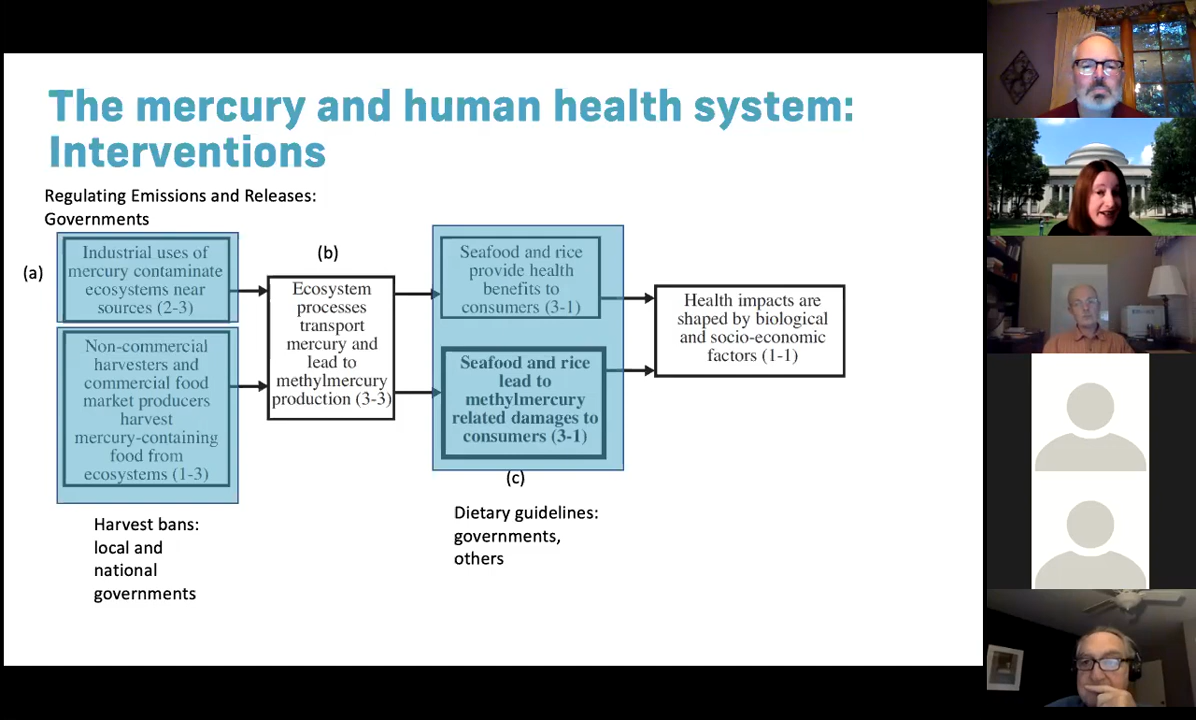 The mercury and human health system:
Interventions
Regulating Emissions and Releases:
Governments
(a)
Industrial uses of
mercury contaminate
ecosystems near
sources (2-3)
Non-commercial
harvesters and
commercial food
market producers
harvest
mercury-containing
food from
ecosystems (1-3)
Harvest bans:
local and
national
governments
(b)
Ecosystem
processes
transport
mercury and
lead to
methylmercury
production (3-3)
Seafood and rice
provide health
benefits to
consumers (3-1)
Seafood and rice
lead to
methylmercury
related damages to
consumers (3-1)
(c)
Dietary guidelines:
governments,
others
Health impacts are
shaped by biological
and socio-economic
factors (1-1)